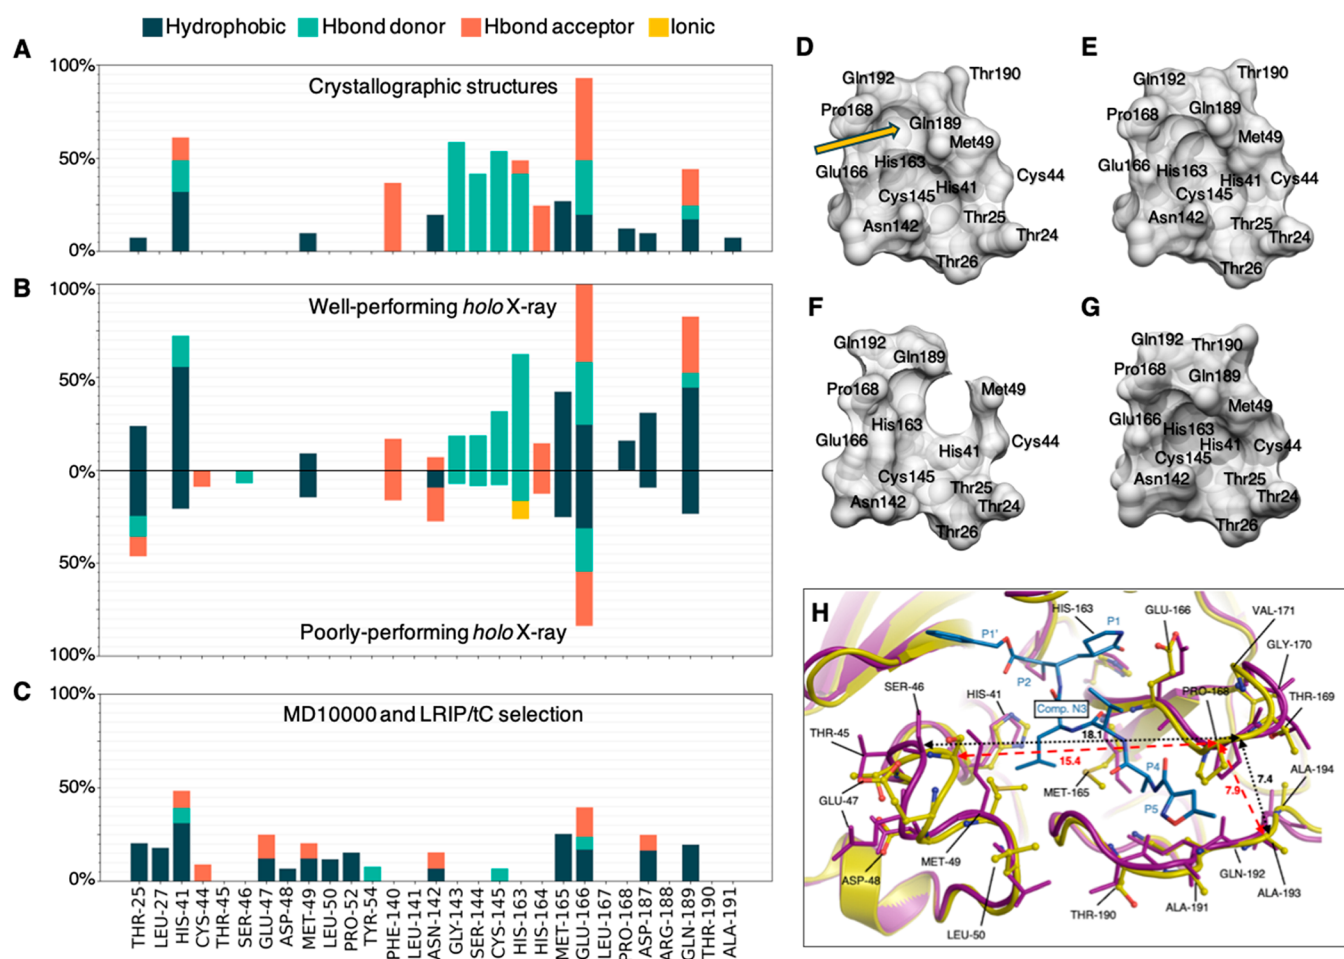 Hydrophobic Hbond donor Hbond acceptor Ionic
A
100%
50%
0%
Crystallographic structures
B
100%
50%
0%
50%
100%
Well-performing holo X-ray
Poorly-performing holo X-ray
C
100%
50%
0%
MD10000 and LRIP/tC selection
THR-25
LEU-27
HIS-41
CYS-44
THR-45
SER-46
GLU-47
ASP-48
MET-49
LEU-50
PRO-52
TYR-54
PHE-140
LEU-141
ASN-142
GLY-143
SER-144
CYS-145
HIS-163
HIS-164
MET-165
GLU-166
LEU-167
PRO-168
ASP-187
ARG-188
GLN-189
THR-190
ALA-191
D
Gln192
Thr190
Pro168
Gln189
Met49
His163
Glu166
Cys44
Cys145
His41
Asn142
Thr25
Thr24
Thr26
E
Gln192
Thr190
Pro168
Gln189
Met49
Glu166
His163
His41
Cys44
Cys145
Asn142
Thr25
Thr24
Thr26
F
Gln192
Gln189
Pro168
Met49
His163
Glu166
Cys44
His41
Cys145
Asn142
Thr25
Thr24
Thr26
G
Gln192
Thr190
Pro168
Gln189
Met49
Glu166
His163
His41
Cys44
Cys145
Asn142
Thr25
Thr24
Thr26
H
HIS-163
GLU-166
VAL-171
P1'
P1
GLY-170
P2
SER-46
HIS-41
PRO-168
THR-169
Comp. N3
THR-45
18.1
15.4
ALA-194
P4
7.4
7.9
MET-165
GLU-47
P5
MET-49
GLN-192
ASP-48
ALA-193
ALA-191
THR-190
LEU-50